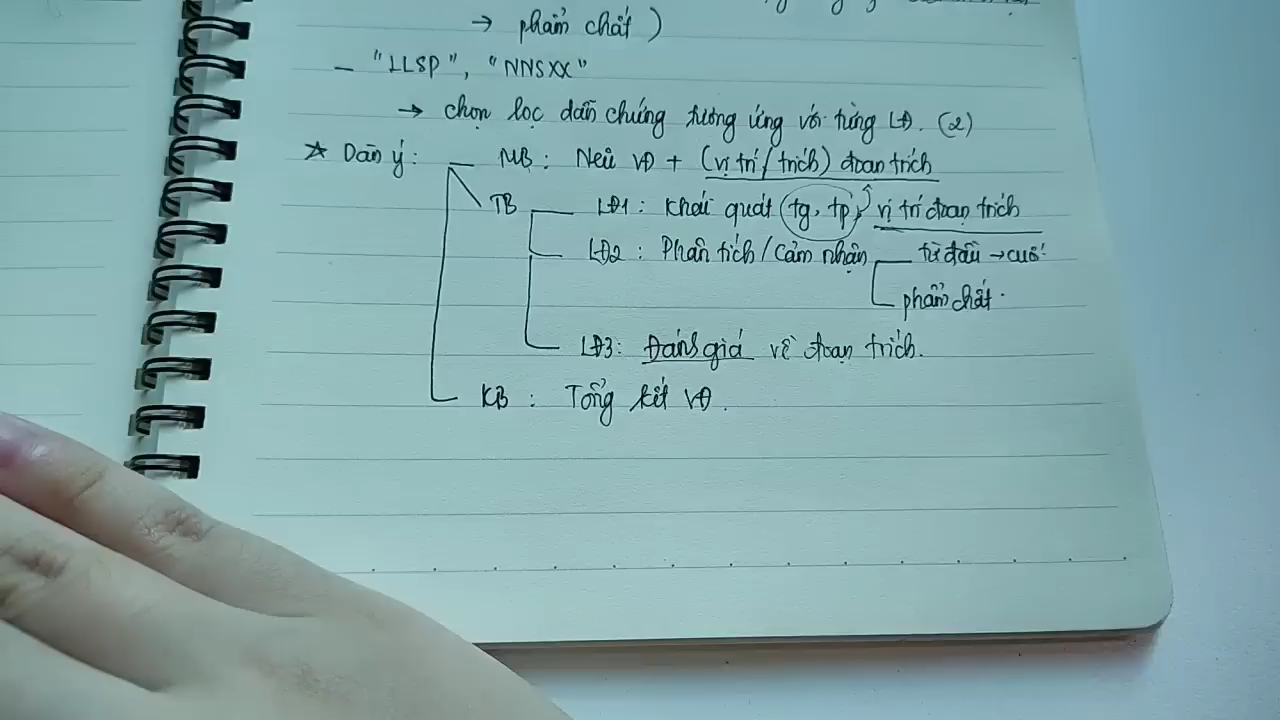 → phẩm chất)
– "LLSP", "NNSXX"
→ chọn lọc dẫn chứng tương ứng với từng LĐ. (2)
☆ Dàn ý: – MB: Nêu VĐ + (vị trí/trích) đoạn trích
TB LĐ1: Khái quát (tg, tp), vị trí đoạn trích
LĐ2: Phân tích/Cảm nhận từ đầu → cuối
phẩm chất.
LĐ3: Đánh giá về đoạn trích.
KB: Tổng kết VĐ.